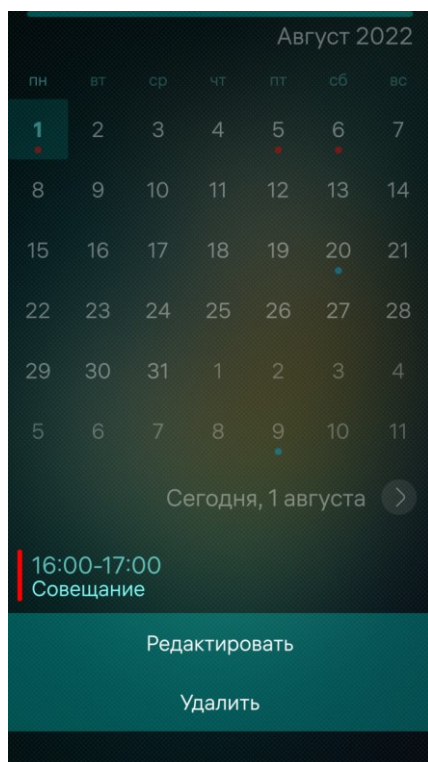 Август 2022
пн вт ср чт пт сб вс
1 2 3 4 5 6 7
8 9 10 11 12 13 14
15 16 17 18 19 20 21
22 23 24 25 26 27 28
29 30 31 1 2 3 4
5 6 7 8 9 10 11
Сегодня, 1 августа
16:00-17:00
Совещание
Редактировать
Удалить